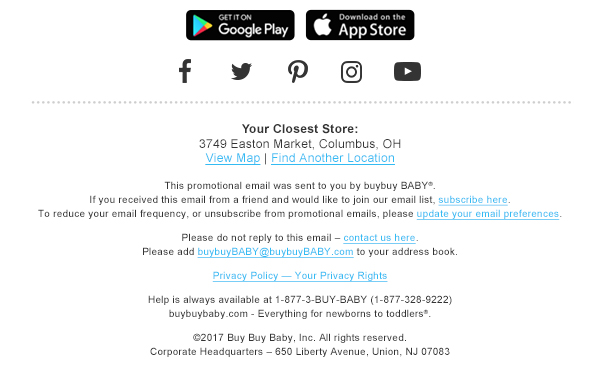 GET IT ON
Google Play
Download on the
App Store
Your Closest Store:
3749 Easton Market, Columbus, OH
View Map | Find Another Location
This promotional email was sent to you by buybuy BABY®.
If you received this email from a friend and would like to join our email list, subscribe here.
To reduce your email frequency, or unsubscribe from promotional emails, please update your email preferences.
Please do not reply to this email – contact us here.
Please add buybuyBABY@buybuyBABY.com to your address book.
Privacy Policy — Your Privacy Rights
Help is always available at 1-877-3-BUY-BABY (1-877-328-9222)
buybuybaby.com - Everything for newborns to toddlers®.
©2017 Buy Buy Baby, Inc. All rights reserved.
Corporate Headquarters – 650 Liberty Avenue, Union, NJ 07083